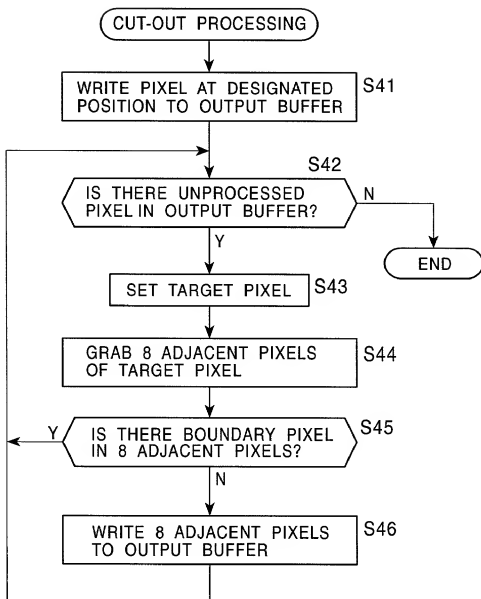 CUT-OUT PROCESSING
WRITE PIXEL AT DESIGNATED
POSITION TO OUTPUT BUFFER
S41
S42
IS THERE UNPROCESSED
PIXEL IN OUTPUT BUFFER?
N
Y
END
SET TARGET PIXEL
S43
GRAB 8 ADJACENT PIXELS
OF TARGET PIXEL
S44
Y
IS THERE BOUNDARY PIXEL
IN 8 ADJACENT PIXELS?
S45
N
WRITE 8 ADJACENT PIXELS
TO OUTPUT BUFFER
S46